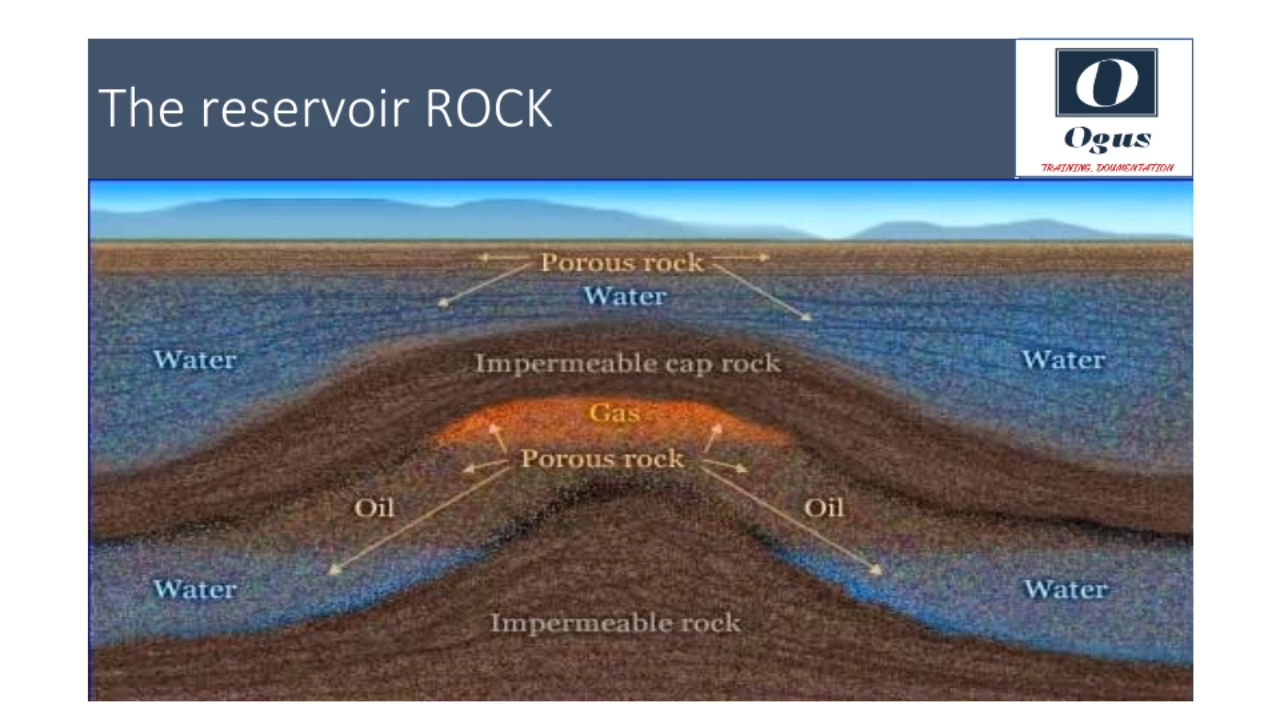 The reservoir ROCK
O
Ogus
TRAINING, DOUMENTATION
Porous rock
Water
Water
Water
Impermeable cap rock
Gas
Porous rock
Oil
Oil
Water
Water
Impermeable rock